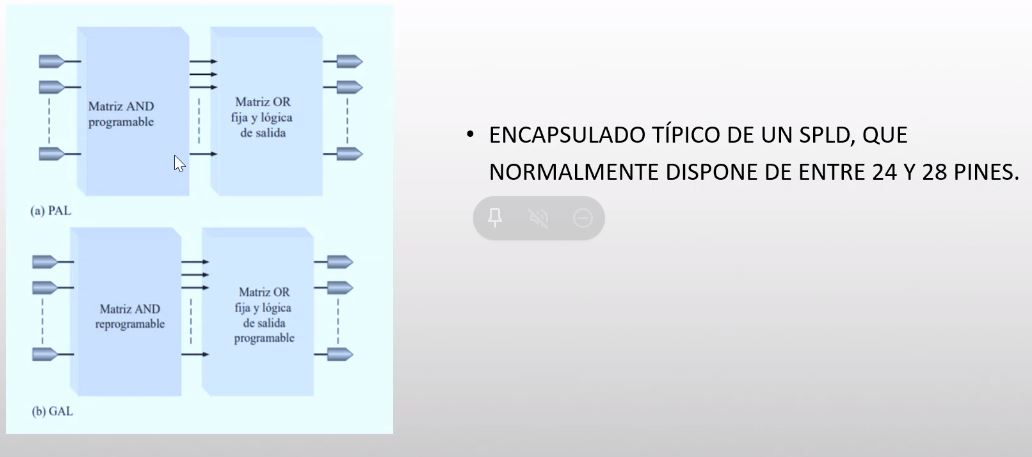 Matriz AND
programable
Matriz OR
fija y lógica
de salida
(a) PAL
Matriz AND
reprogramable
Matriz OR
fija y lógica
de salida
programable
(b) GAL
• ENCAPSULADO TÍPICO DE UN SPLD, QUE
NORMALMENTE DISPONE DE ENTRE 24 Y 28 PINES.